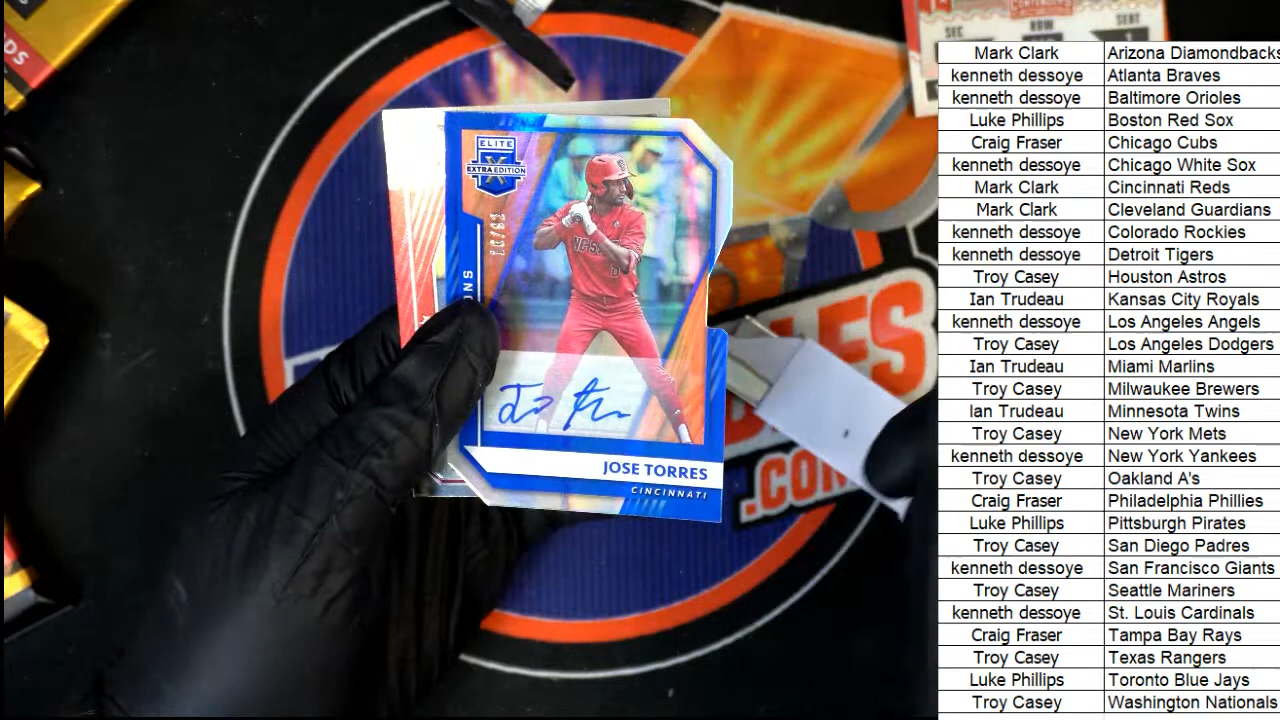 DS
SEC
ROW
SEAT
ELITE
X
EXTRA EDITION
ONS
NC STATE
JOSE TORRES
CINCINNATI
.COM
Mark Clark Arizona Diamondbacks
kenneth dessoye Atlanta Braves
kenneth dessoye Baltimore Orioles
Luke Phillips Boston Red Sox
Craig Fraser Chicago Cubs
kenneth dessoye Chicago White Sox
Mark Clark Cincinnati Reds
Mark Clark Cleveland Guardians
kenneth dessoye Colorado Rockies
kenneth dessoye Detroit Tigers
Troy Casey Houston Astros
Ian Trudeau Kansas City Royals
kenneth dessoye Los Angeles Angels
Troy Casey Los Angeles Dodgers
Ian Trudeau Miami Marlins
Troy Casey Milwaukee Brewers
Ian Trudeau Minnesota Twins
Troy Casey New York Mets
kenneth dessoye New York Yankees
Troy Casey Oakland A's
Craig Fraser Philadelphia Phillies
Luke Phillips Pittsburgh Pirates
Troy Casey San Diego Padres
kenneth dessoye San Francisco Giants
Troy Casey Seattle Mariners
kenneth dessoye St. Louis Cardinals
Craig Fraser Tampa Bay Rays
Troy Casey Texas Rangers
Luke Phillips Toronto Blue Jays
Troy Casey Washington Nationals